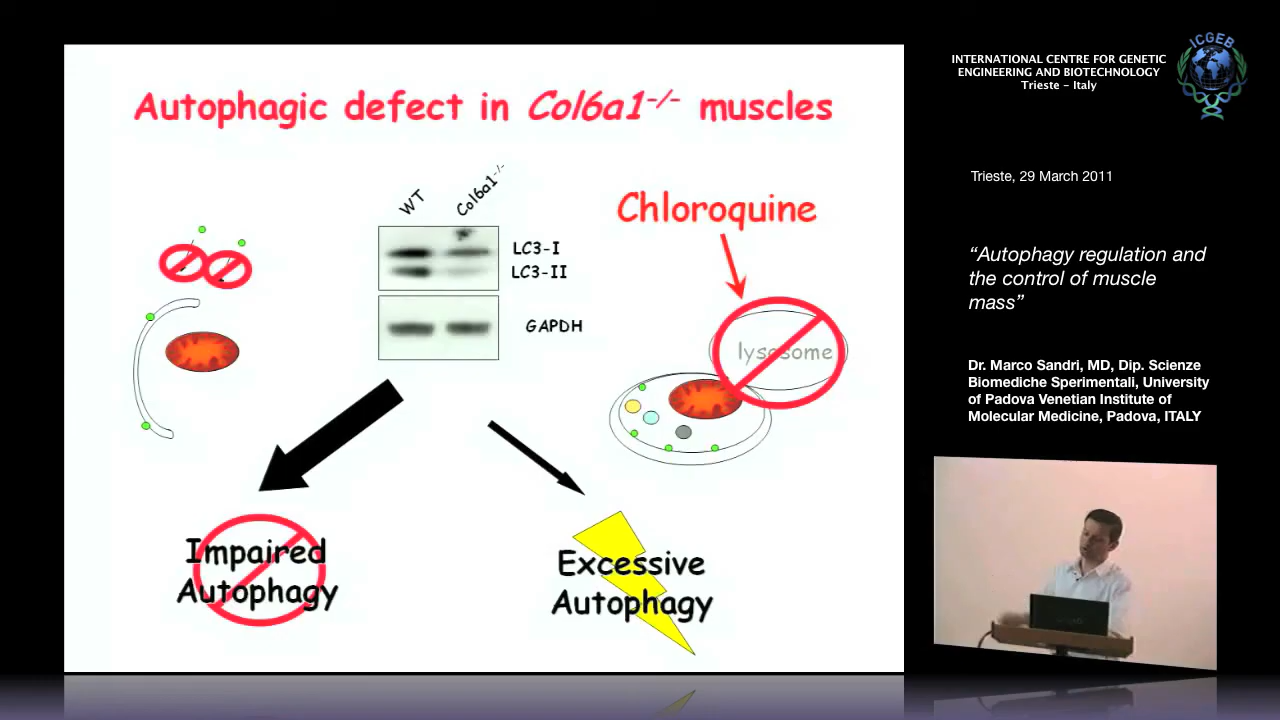 Autophagic defect in Col6a1-/- muscles
WT
Col6a1-/-
LC3-I
LC3-II
GAPDH
Chloroquine
lysosome
Impaired
Autophagy
Excessive
Autophagy
INTERNATIONAL CENTRE FOR GENETIC
ENGINEERING AND BIOTECHNOLOGY
Trieste - Italy
ICGEB
Trieste, 29 March 2011
“Autophagy regulation and
the control of muscle
mass”
Dr. Marco Sandri, MD, Dip. Scienze
Biomediche Sperimentali, University
of Padova Venetian Institute of
Molecular Medicine, Padova, ITALY